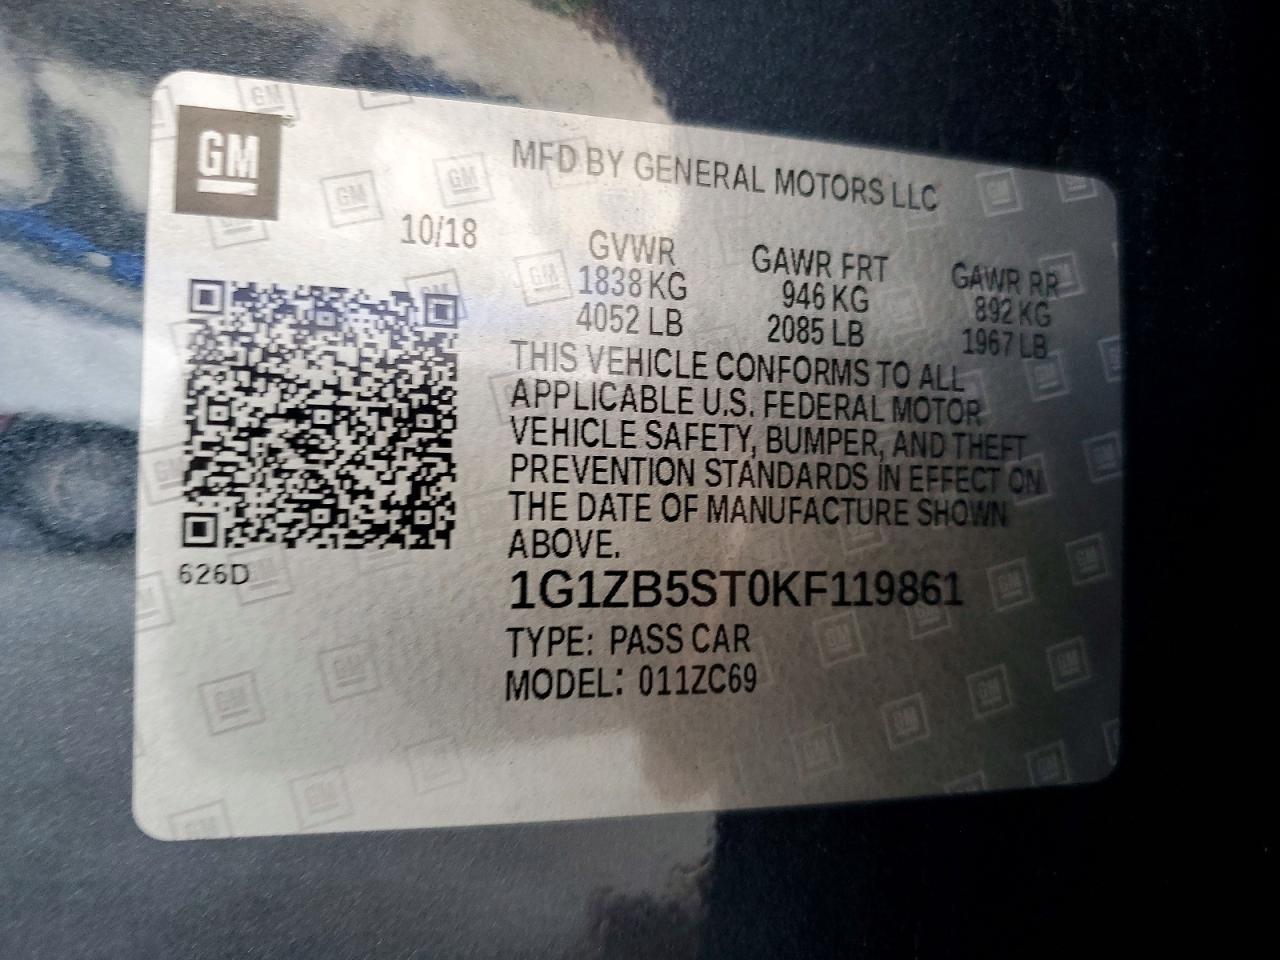 GM
MFD BY GENERAL MOTORS LLC
10/18
GVWR GAWR FRT GAWR RR
1838 KG 946 KG 892 KG
4052 LB 2085 LB 1967 LB
THIS VEHICLE CONFORMS TO ALL
APPLICABLE U.S. FEDERAL MOTOR
VEHICLE SAFETY, BUMPER, AND THEFT
PREVENTION STANDARDS IN EFFECT ON
THE DATE OF MANUFACTURE SHOWN
ABOVE.
626D
1G1ZB5ST0KF119861
TYPE: PASS CAR
MODEL: 011ZC69